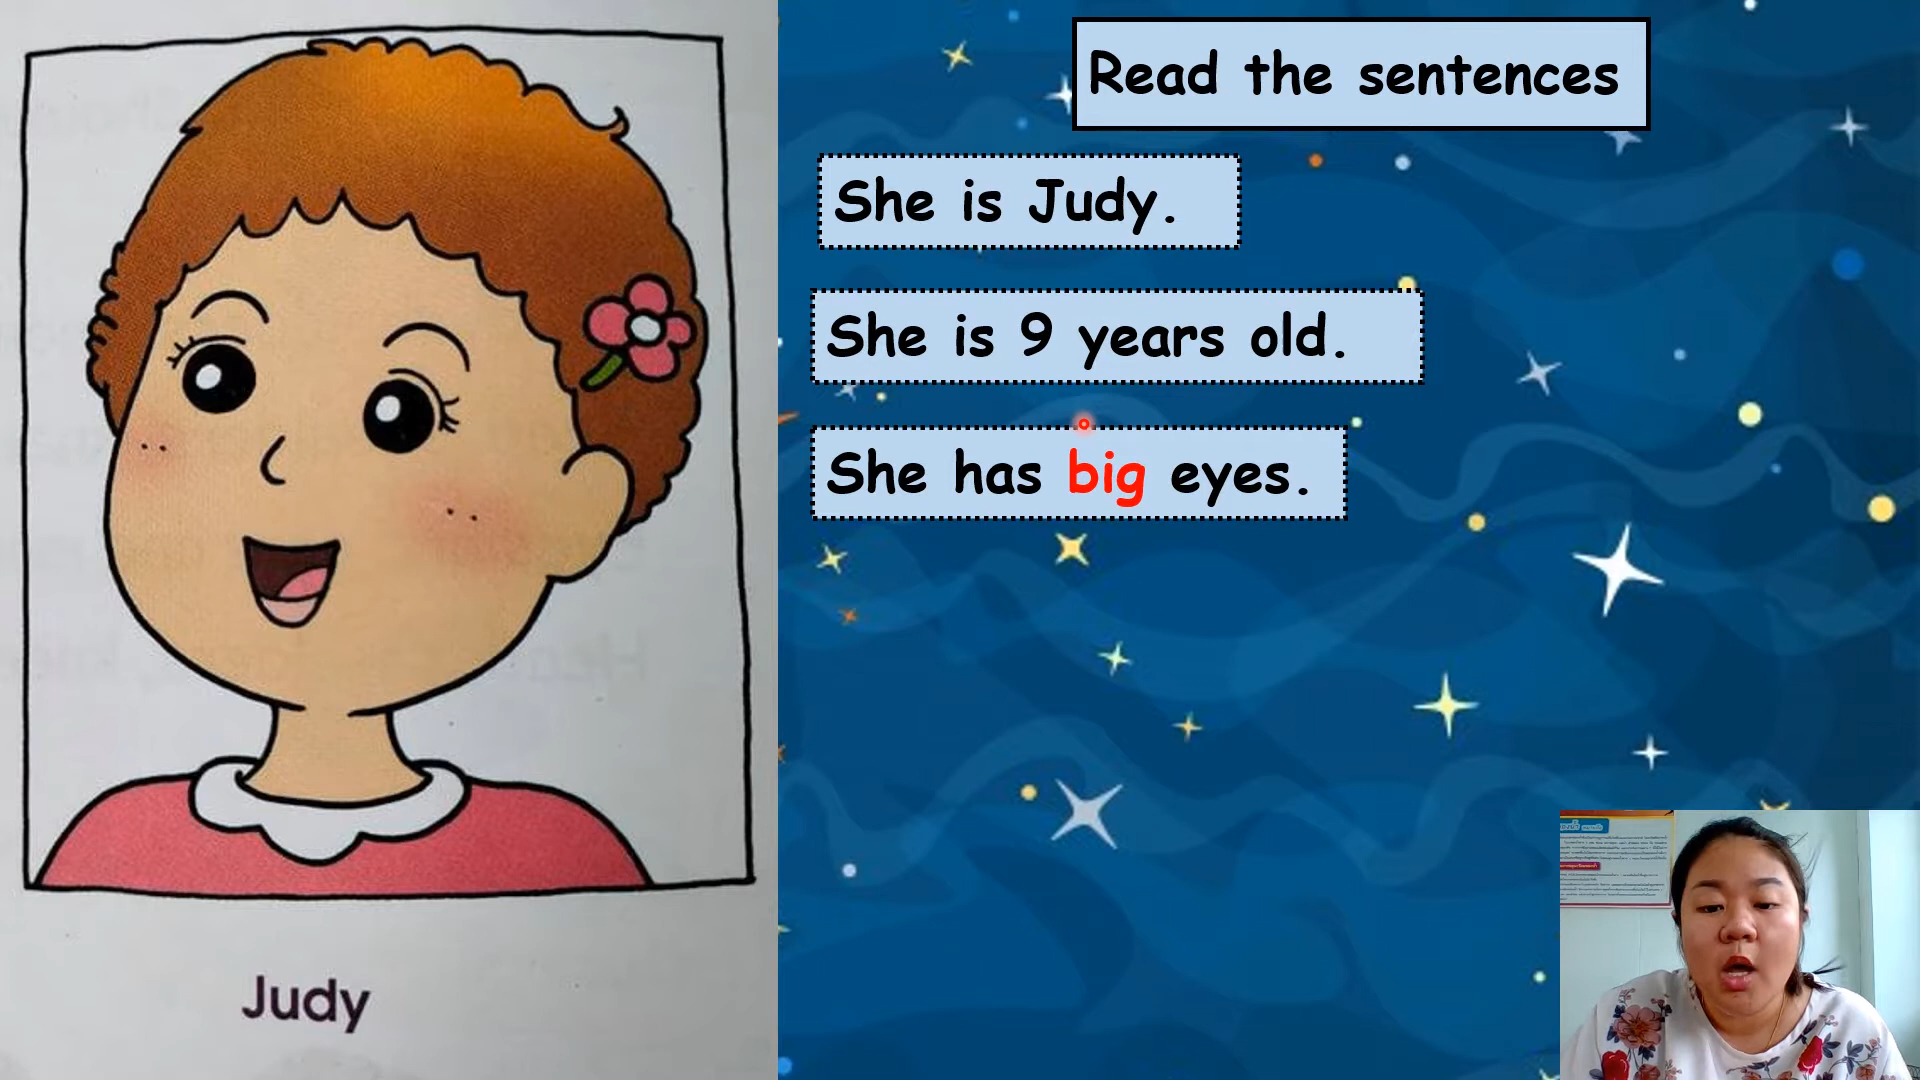 Read the sentences
She is Judy.
She is 9 years old.
She has big eyes.
Judy